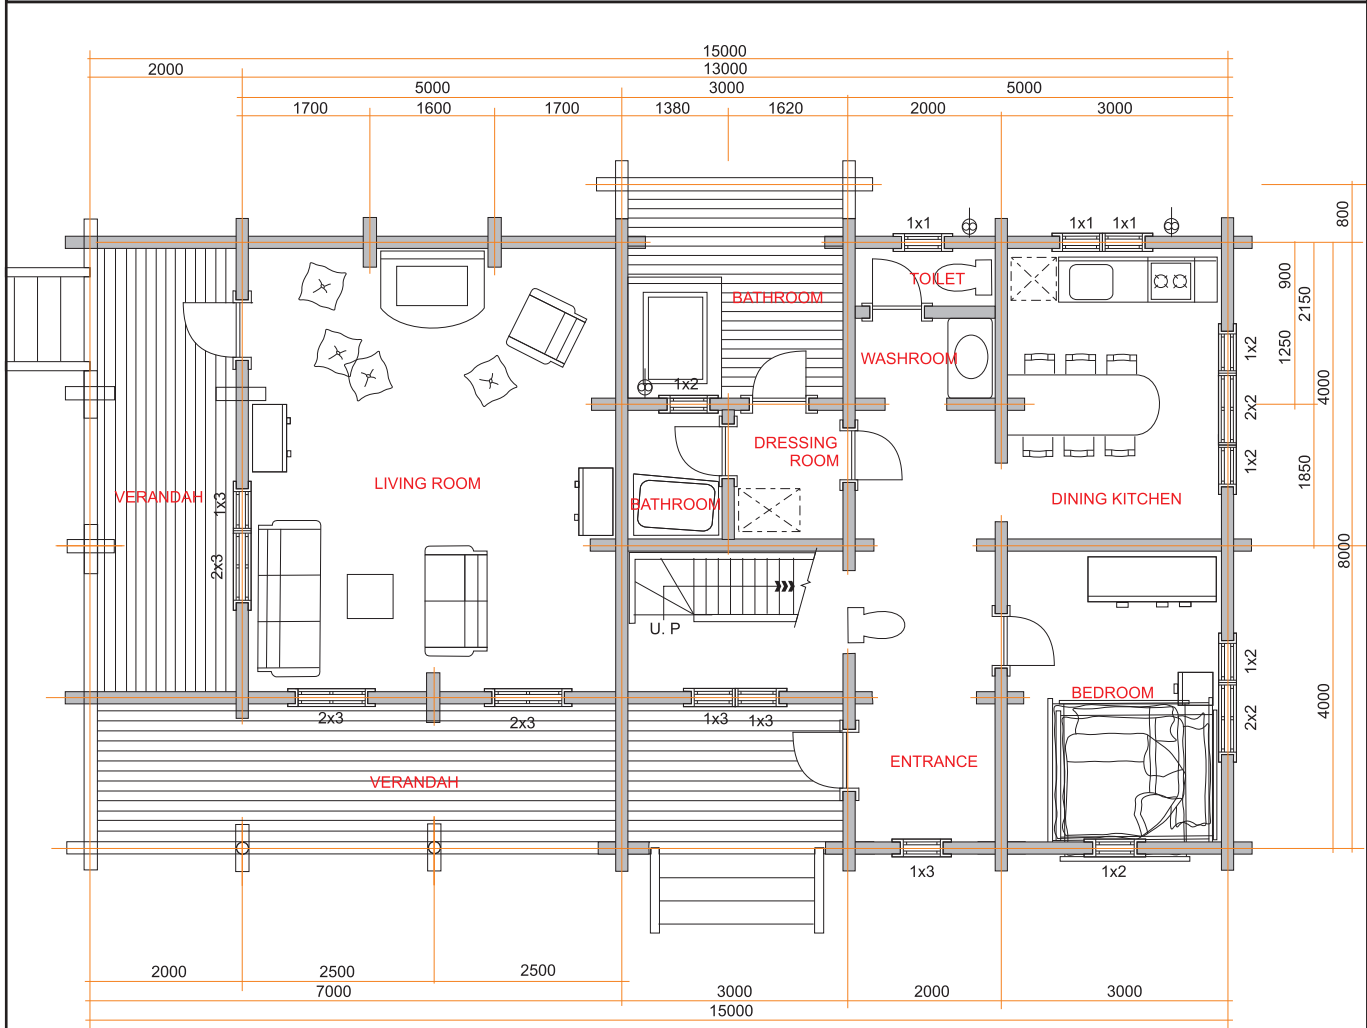 15000
2000
13000
5000
3000
5000
1700
1600
1700
1380
1620
2000
3000
800
1x1
1x1
1x1
900
2150
TOILET
BATHROOM
1250
1x2
WASHROOM
4000
1x2
2x2
DRESSING
ROOM
1x2
1850
LIVING ROOM
VERANDAH
1x3
BATHROOM
DINING KITCHEN
2x3
8000
U. P
1x2
BEDROOM
4000
2x3
2x3
1x3
1x3
2x2
ENTRANCE
VERANDAH
1x3
1x2
2000
2500
2500
7000
3000
2000
3000
15000